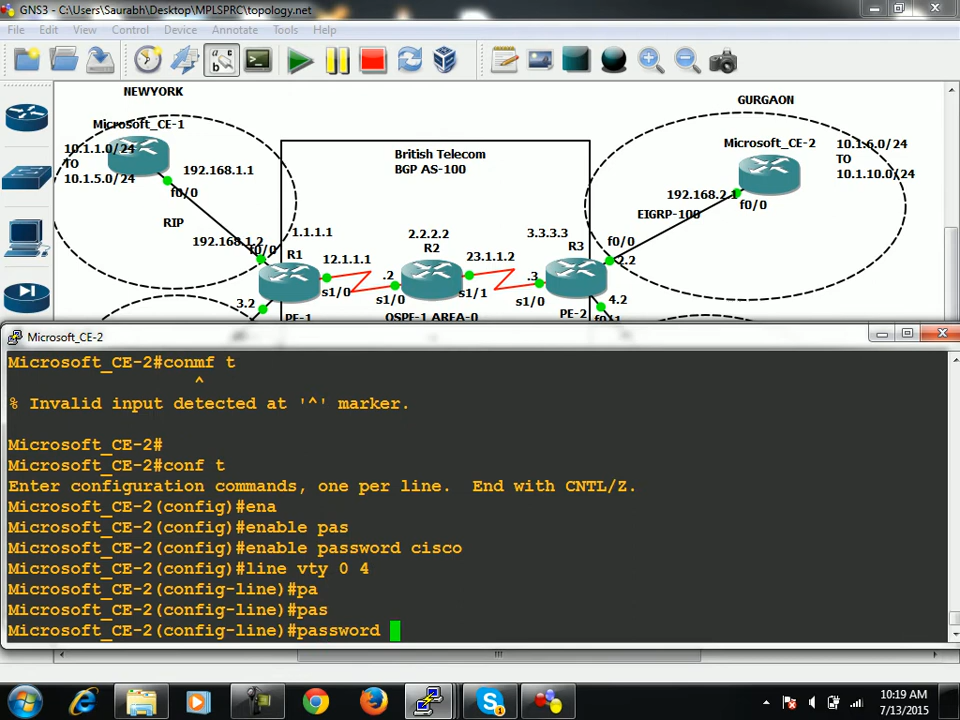 GNS3 - C:\Users\Saurabh\Desktop\MPLSPRC\topology.net
File Edit View Control Device Annotate Tools Help
NEWYORK
GURGAON
Microsoft_CE-1
Microsoft_CE-2
10.1.1.0/24
TO
10.1.5.0/24
192.168.1.1
f0/0
British Telecom
BGP AS-100
10.1.6.0/24
TO
10.1.10.0/24
192.168.2.1
f0/0
RIP
EIGRP-100
192.168.1.2
f0/0
1.1.1.1
2.2.2.2
3.3.3.3
R1
R2
R3
f0/0
2.2
12.1.1.1
.2
23.1.1.2
.3
s1/0
s1/0
s1/1
s1/0
3.2
PE-1
OSPF-1 AREA-0
PE-2
4.2
Microsoft_CE-2
Microsoft_CE-2#conmf t
^
% Invalid input detected at '^' marker.
Microsoft_CE-2#
Microsoft_CE-2#conf t
Enter configuration commands, one per line.  End with CNTL/Z.
Microsoft_CE-2(config)#ena
Microsoft_CE-2(config)#enable pas
Microsoft_CE-2(config)#enable password cisco
Microsoft_CE-2(config)#line vty 0 4
Microsoft_CE-2(config-line)#pa
Microsoft_CE-2(config-line)#pas
Microsoft_CE-2(config-line)#password
10:19 AM
7/13/2015